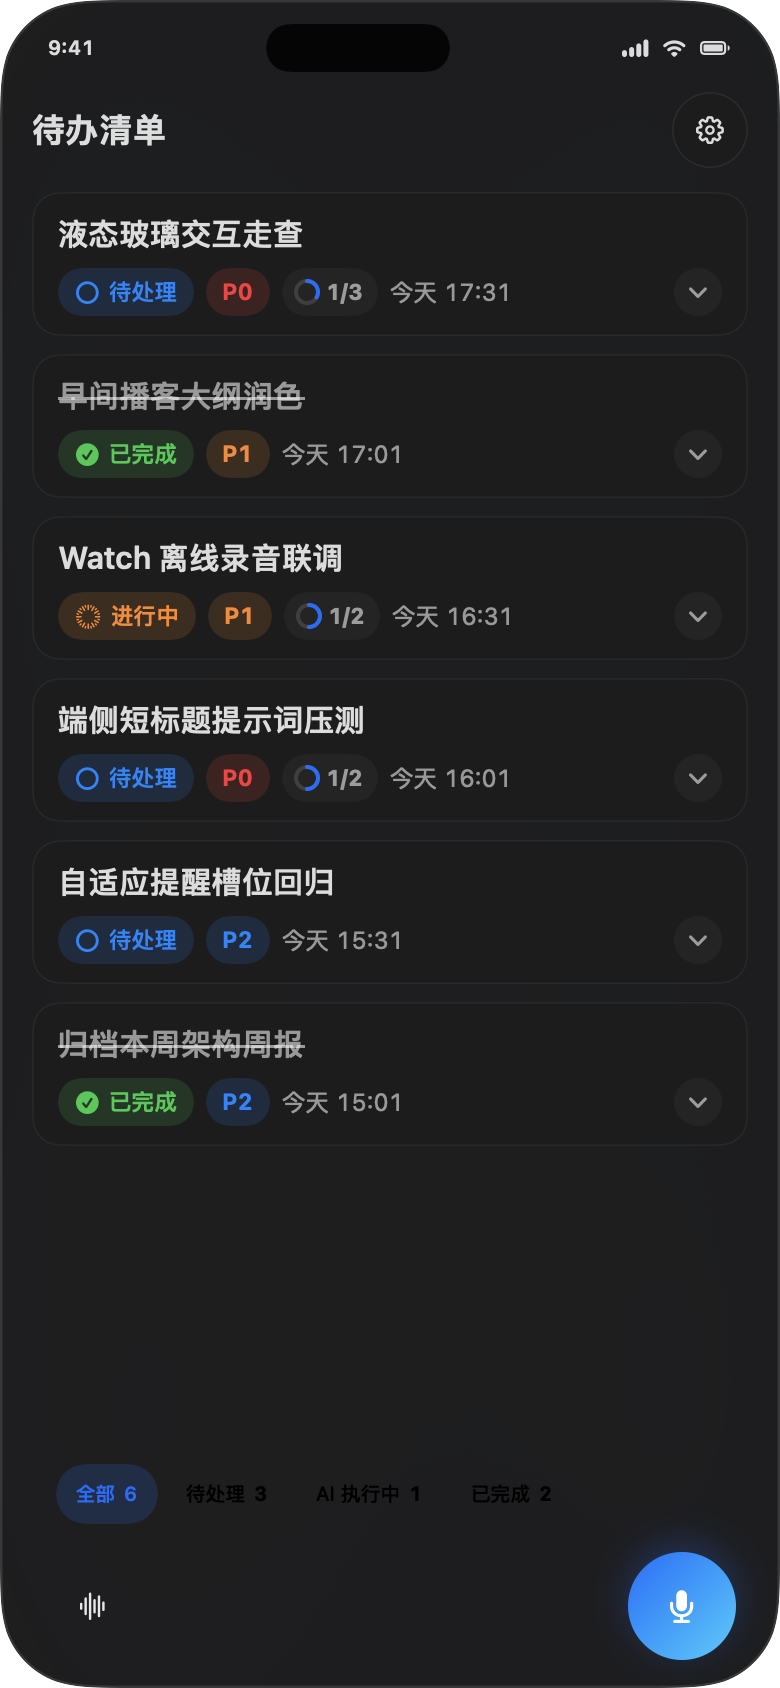 9:41
待办清单
液态玻璃交互走查
待处理 P0 1/3 今天 17:31
早间播客大纲润色
已完成 P1 今天 17:01
Watch 离线录音联调
进行中 P1 1/2 今天 16:31
端侧短标题提示词压测
待处理 P0 1/2 今天 16:01
自适应提醒槽位回归
待处理 P2 今天 15:31
归档本周架构周报
已完成 P2 今天 15:01
全部 6 待处理 3 AI 执行中 1 已完成 2